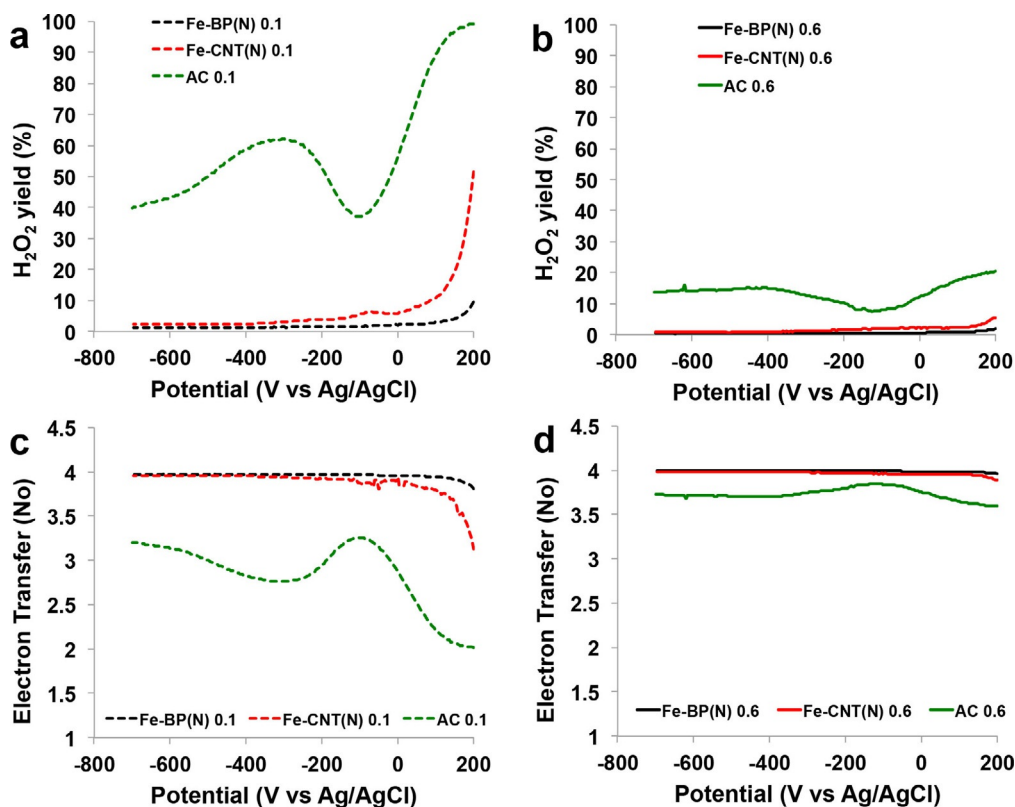 a
Fe-BP(N) 0.1
Fe-CNT(N) 0.1
AC 0.1
H₂O₂ yield (%)
100
90
80
70
60
50
40
30
20
10
0
-800 -600 -400 -200 0 200
Potential (V vs Ag/AgCl)
b
Fe-BP(N) 0.6
Fe-CNT(N) 0.6
AC 0.6
H₂O₂ yield (%)
100
90
80
70
60
50
40
30
20
10
0
-800 -600 -400 -200 0 200
Potential (V vs Ag/AgCl)
c
Electron Transfer (No)
4.5
4
3.5
3
2.5
2
1.5
1
Fe-BP(N) 0.1 Fe-CNT(N) 0.1 AC 0.1
-800 -600 -400 -200 0 200
Potential (V vs Ag/AgCl)
d
Electron Transfer (No)
4.5
4
3.5
3
2.5
2
1.5
1
Fe-BP(N) 0.6 Fe-CNT(N) 0.6 AC 0.6
-800 -600 -400 -200 0 200
Potential (V vs Ag/AgCl)